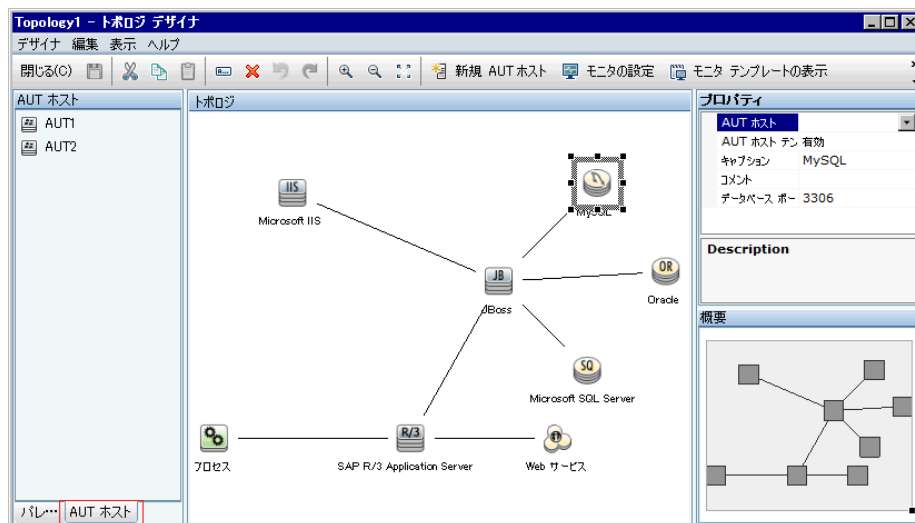 Topology1 - トポロジ デザイナ
デザイナ 編集 表示 ヘルプ
閉じる(C) 新規 AUT ホスト モニタの設定 モニタ テンプレートの表示
AUT ホスト
AUT1
AUT2
パレ…
AUT ホスト
トポロジ
IIS
Microsoft IIS
MySQL
JB
JBoss
OR
Oracle
SQ
Microsoft SQL Server
プロセス
R/3
SAP R/3 Application Server
Web サービス
プロパティ
AUT ホスト
AUT ホスト テン 有効
キャプション MySQL
コメント
データベース ポー 3306
Description
概要